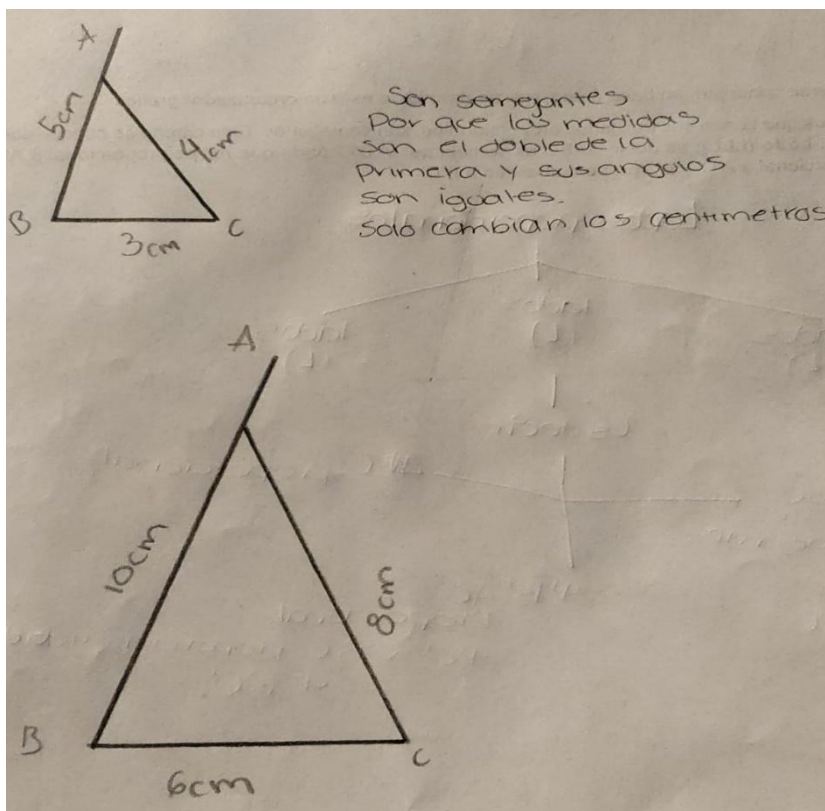 A
5cm
4cm
B
3cm
C
Son semejantes
Por que las medidas
Son el doble de la
Primera y sus angulos
son iguales.
Solo cambian los centimetros
A
10cm
8cm
B
6cm
C